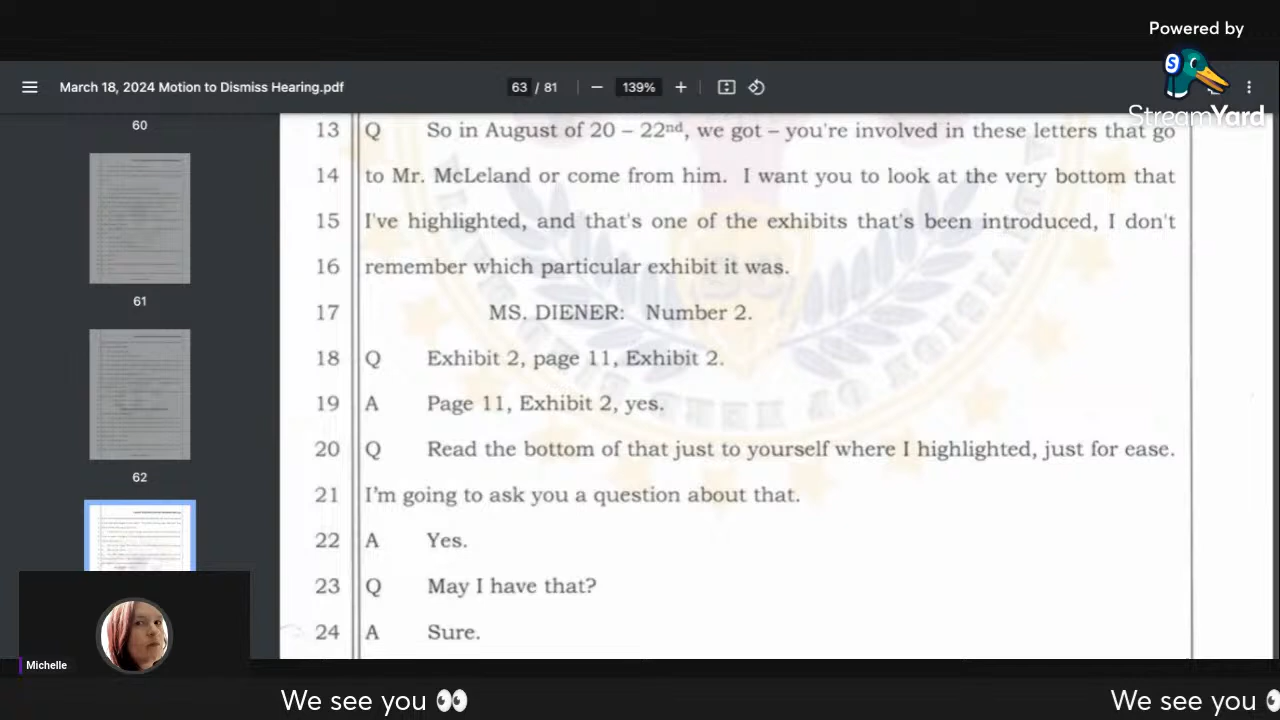 Powered by
StreamYard
March 18, 2024 Motion to Dismiss Hearing.pdf
63 / 81
139%
60
61
62
13 Q So in August of 20 – 22nd, we got – you're involved in these letters that go
14 to Mr. McLeland or come from him. I want you to look at the very bottom that
15 I've highlighted, and that's one of the exhibits that's been introduced, I don't
16 remember which particular exhibit it was.
17 MS. DIENER: Number 2.
18 Q Exhibit 2, page 11, Exhibit 2.
19 A Page 11, Exhibit 2, yes.
20 Q Read the bottom of that just to yourself where I highlighted, just for ease.
21 I'm going to ask you a question about that.
22 A Yes.
23 Q May I have that?
24 A Sure.
Michelle
We see you 👀 We see you